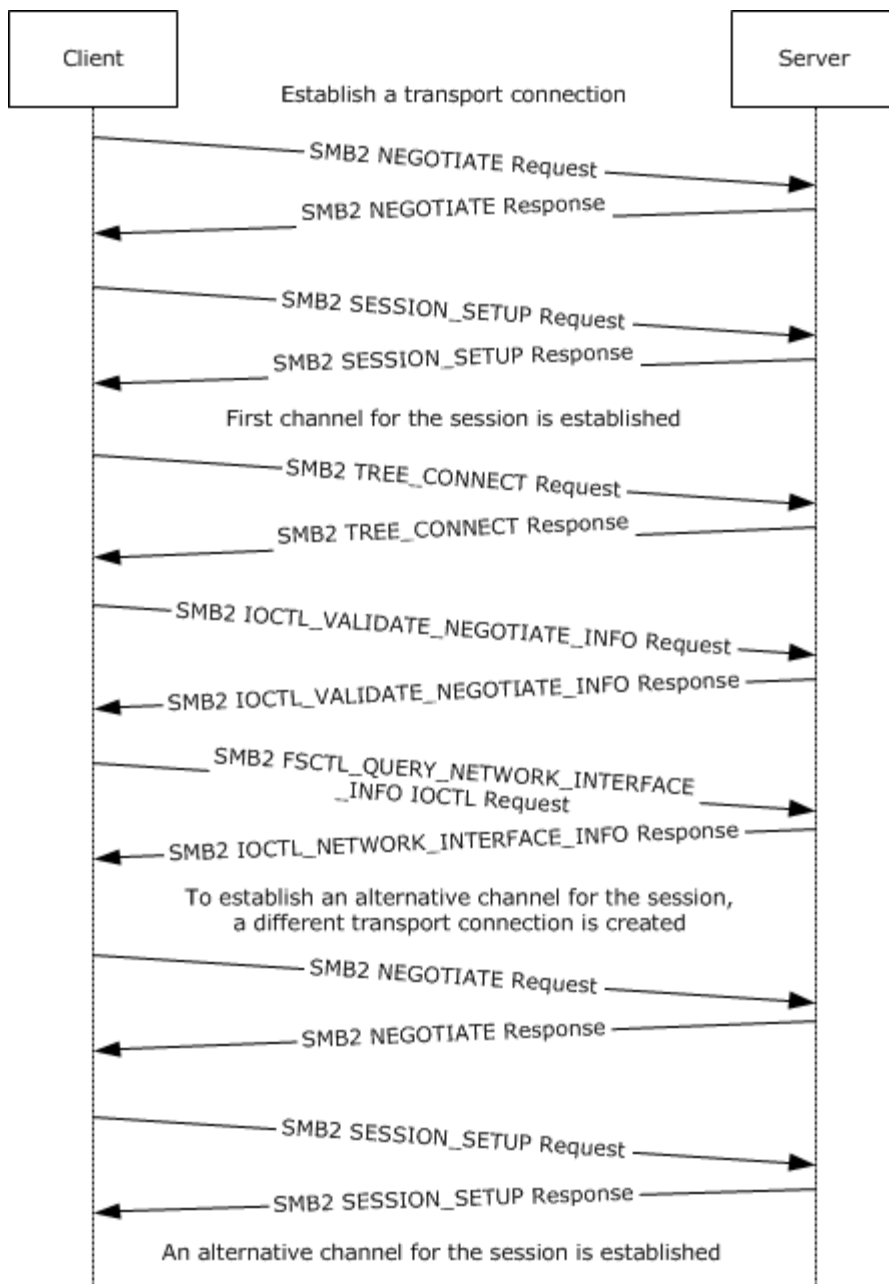 Client
Server
Establish a transport connection
SMB2 NEGOTIATE Request
SMB2 NEGOTIATE Response
SMB2 SESSION_SETUP Request
SMB2 SESSION_SETUP Response
First channel for the session is established
SMB2 TREE_CONNECT Request
SMB2 TREE_CONNECT Response
SMB2 IOCTL_VALIDATE_NEGOTIATE_INFO Request
SMB2 IOCTL_VALIDATE_NEGOTIATE_INFO Response
SMB2 FSCTL_QUERY_NETWORK_INTERFACE
_INFO IOCTL Request
SMB2 IOCTL_NETWORK_INTERFACE_INFO Response
To establish an alternative channel for the session,
a different transport connection is created
SMB2 NEGOTIATE Request
SMB2 NEGOTIATE Response
SMB2 SESSION_SETUP Request
SMB2 SESSION_SETUP Response
An alternative channel for the session is established